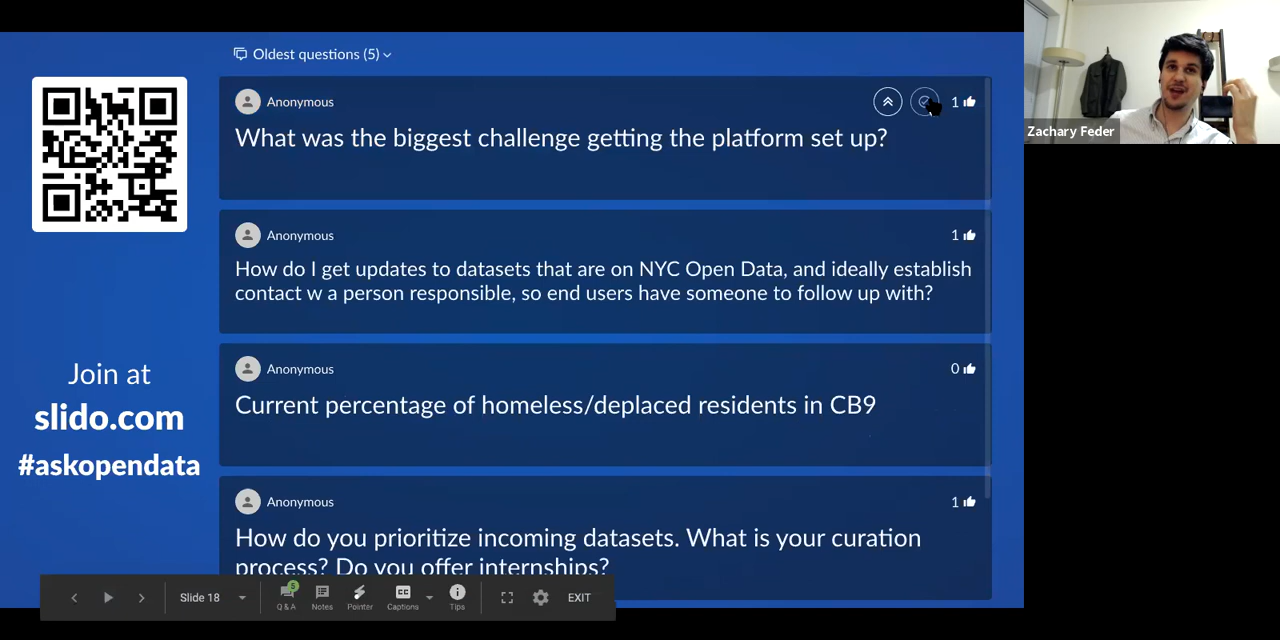 Oldest questions (5)
Anonymous
1
What was the biggest challenge getting the platform set up?
Anonymous
1
How do I get updates to datasets that are on NYC Open Data, and ideally establish
contact w a person responsible, so end users have someone to follow up with?
Anonymous
0
Current percentage of homeless/deplaced residents in CB9
Anonymous
1
How do you prioritize incoming datasets. What is your curation
process? Do you offer internships?
Join at
slido.com
#askopendata
Slide 18
5
Q & A
Notes
Pointer
CC
Captions
Tips
EXIT
Zachary Feder